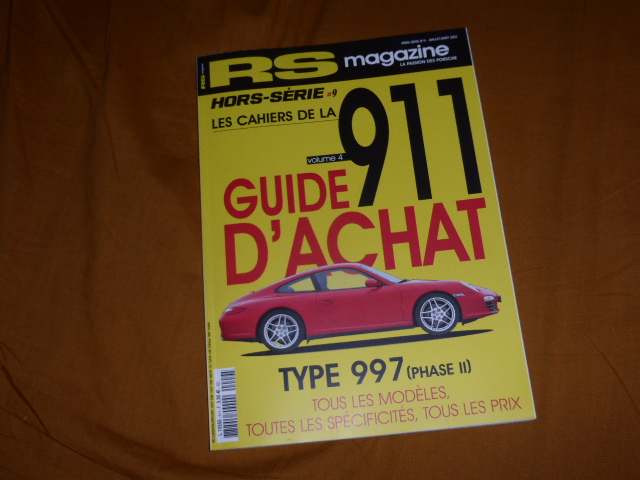 RS magazine
LA PASSION DES PORSCHE
HORS-SÉRIE n°9
LES CAHIERS DE LA
911
volume 4
GUIDE
D'ACHAT
TYPE 997 (PHASE II)
TOUS LES MODÈLES,
TOUTES LES SPÉCIFICITÉS, TOUS LES PRIX
RS